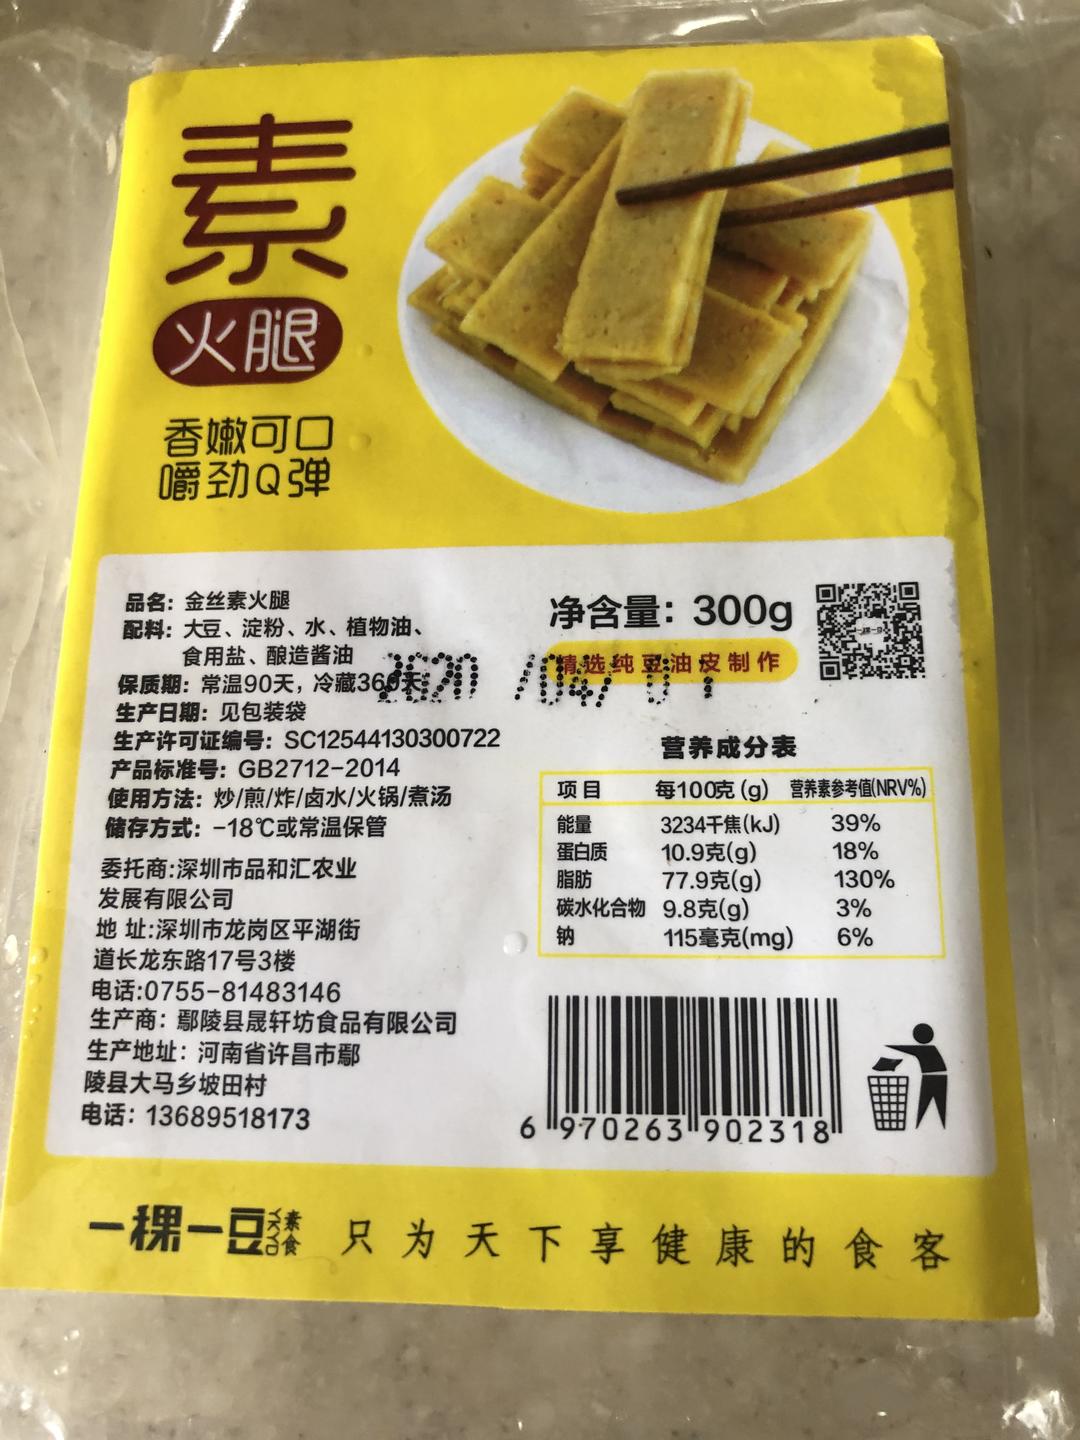 素
火腿
香嫩可口
嚼劲Q弹
品名：金丝素火腿
配料：大豆、淀粉、水、植物油、
食用盐、酿造酱油
保质期：常温90天，冷藏360天
生产日期：见包装袋
生产许可证编号：SC12544130300722
产品标准号：GB2712-2014
使用方法：炒/煎/炸/卤水/火锅/煮汤
储存方式：-18℃或常温保管
委托商:深圳市品和汇农业
发展有限公司
地 址:深圳市龙岗区平湖街
道长龙东路17号3楼
电话:0755-81483146
生产商：鄢陵县晟轩坊食品有限公司
生产地址：河南省许昌市鄢
陵县大马乡坡田村
电话：13689518173
净含量：300g
精选纯豆油皮制作
2020/04/01
营养成分表
项目 每100克(g) 营养素参考值(NRV%)
能量 3234千焦(kJ) 39%
蛋白质 10.9克(g) 18%
脂肪 77.9克(g) 130%
碳水化合物 9.8克(g) 3%
钠 115毫克(mg) 6%
6 970263 902318
一稞一豆 YKYD 素食
只为天下享健康的食客